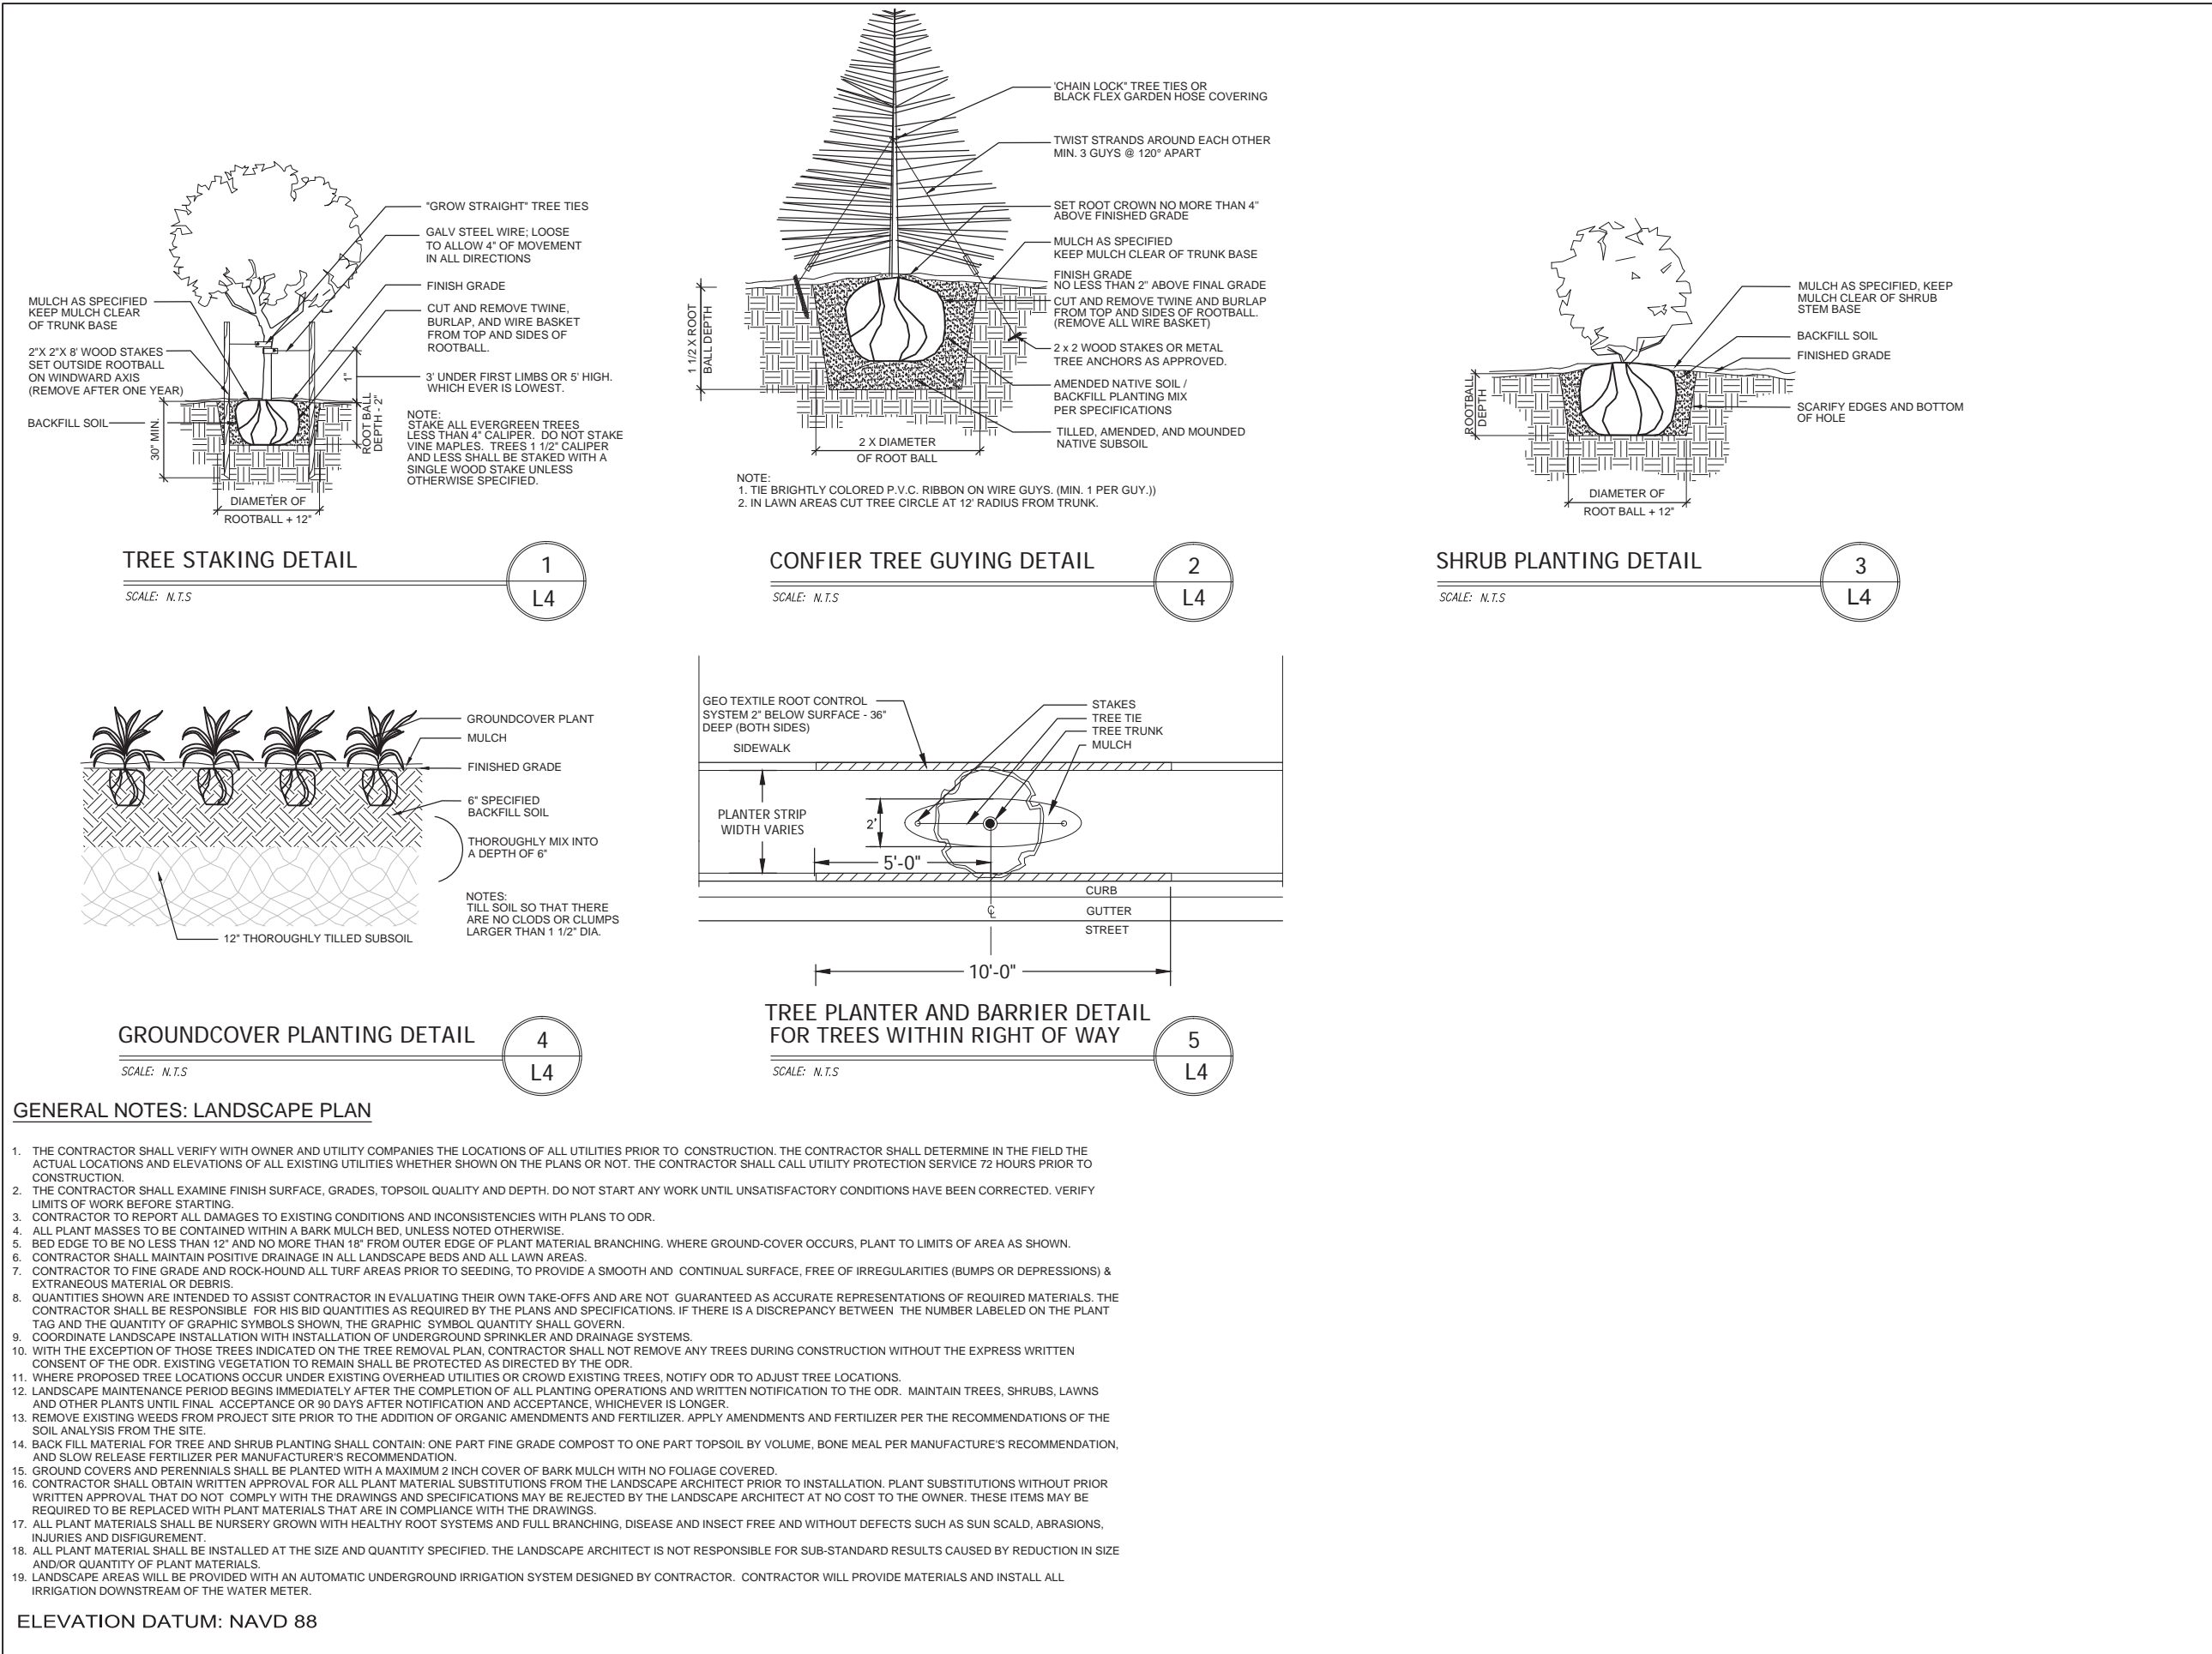 "GROW STRAIGHT" TREE TIES
GALV STEEL WIRE; LOOSE
TO ALLOW 4" OF MOVEMENT
IN ALL DIRECTIONS
FINISH GRADE
CUT AND REMOVE TWINE,
BURLAP, AND WIRE BASKET
FROM TOP AND SIDES OF
ROOTBALL.
3' UNDER FIRST LIMBS OR 5' HIGH.
WHICH EVER IS LOWEST.
MULCH AS SPECIFIED
KEEP MULCH CLEAR
OF TRUNK BASE
2"X 2"X 8' WOOD STAKES
SET OUTSIDE ROOTBALL
ON WINDWARD AXIS
(REMOVE AFTER ONE YEAR)
BACKFILL SOIL
30" MIN.
1"
ROOT BALL
DEPTH - 2"
DIAMETER OF
ROOTBALL + 12"
NOTE:
STAKE ALL EVERGREEN TREES
LESS THAN 4" CALIPER. DO NOT STAKE
VINE MAPLES. TREES 1 1/2" CALIPER
AND LESS SHALL BE STAKED WITH A
SINGLE WOOD STAKE UNLESS
OTHERWISE SPECIFIED.
TREE STAKING DETAIL
SCALE: N.T.S
1
L4
'CHAIN LOCK" TREE TIES OR
BLACK FLEX GARDEN HOSE COVERING
TWIST STRANDS AROUND EACH OTHER
MIN. 3 GUYS @ 120° APART
SET ROOT CROWN NO MORE THAN 4"
ABOVE FINISHED GRADE
MULCH AS SPECIFIED
KEEP MULCH CLEAR OF TRUNK BASE
FINISH GRADE
NO LESS THAN 2" ABOVE FINAL GRADE
CUT AND REMOVE TWINE AND BURLAP
FROM TOP AND SIDES OF ROOTBALL.
(REMOVE ALL WIRE BASKET)
2 x 2 WOOD STAKES OR METAL
TREE ANCHORS AS APPROVED.
AMENDED NATIVE SOIL /
BACKFILL PLANTING MIX
PER SPECIFICATIONS
TILLED, AMENDED, AND MOUNDED
NATIVE SUBSOIL
1 1/2 X ROOT
BALL DEPTH
2 X DIAMETER
OF ROOT BALL
NOTE:
1. TIE BRIGHTLY COLORED P.V.C. RIBBON ON WIRE GUYS. (MIN. 1 PER GUY.))
2. IN LAWN AREAS CUT TREE CIRCLE AT 12' RADIUS FROM TRUNK.
CONFIER TREE GUYING DETAIL
SCALE: N.T.S
2
L4
MULCH AS SPECIFIED, KEEP
MULCH CLEAR OF SHRUB
STEM BASE
BACKFILL SOIL
FINISHED GRADE
SCARIFY EDGES AND BOTTOM
OF HOLE
ROOTBALL
DEPTH
DIAMETER OF
ROOT BALL + 12"
SHRUB PLANTING DETAIL
SCALE: N.T.S
3
L4
GROUNDCOVER PLANT
MULCH
FINISHED GRADE
6" SPECIFIED
BACKFILL SOIL
THOROUGHLY MIX INTO
A DEPTH OF 6"
NOTES:
TILL SOIL SO THAT THERE
ARE NO CLODS OR CLUMPS
LARGER THAN 1 1/2" DIA.
12" THOROUGHLY TILLED SUBSOIL
GROUNDCOVER PLANTING DETAIL
SCALE: N.T.S
4
L4
GEO TEXTILE ROOT CONTROL
SYSTEM 2" BELOW SURFACE - 36"
DEEP (BOTH SIDES)
SIDEWALK
STAKES
TREE TIE
TREE TRUNK
MULCH
PLANTER STRIP
WIDTH VARIES
2'
5'-0"
CURB
GUTTER
STREET
10'-0"
TREE PLANTER AND BARRIER DETAIL
FOR TREES WITHIN RIGHT OF WAY
SCALE: N.T.S
5
L4
GENERAL NOTES: LANDSCAPE PLAN
1. THE CONTRACTOR SHALL VERIFY WITH OWNER AND UTILITY COMPANIES THE LOCATIONS OF ALL UTILITIES PRIOR TO CONSTRUCTION. THE CONTRACTOR SHALL DETERMINE IN THE FIELD THE
ACTUAL LOCATIONS AND ELEVATIONS OF ALL EXISTING UTILITIES WHETHER SHOWN ON THE PLANS OR NOT. THE CONTRACTOR SHALL CALL UTILITY PROTECTION SERVICE 72 HOURS PRIOR TO
CONSTRUCTION.
2. THE CONTRACTOR SHALL EXAMINE FINISH SURFACE, GRADES, TOPSOIL QUALITY AND DEPTH. DO NOT START ANY WORK UNTIL UNSATISFACTORY CONDITIONS HAVE BEEN CORRECTED. VERIFY
LIMITS OF WORK BEFORE STARTING.
3. CONTRACTOR TO REPORT ALL DAMAGES TO EXISTING CONDITIONS AND INCONSISTENCIES WITH PLANS TO ODR.
4. ALL PLANT MASSES TO BE CONTAINED WITHIN A BARK MULCH BED, UNLESS NOTED OTHERWISE.
5. BED EDGE TO BE NO LESS THAN 12" AND NO MORE THAN 18" FROM OUTER EDGE OF PLANT MATERIAL BRANCHING. WHERE GROUND-COVER OCCURS, PLANT TO LIMITS OF AREA AS SHOWN.
6. CONTRACTOR SHALL MAINTAIN POSITIVE DRAINAGE IN ALL LANDSCAPE BEDS AND ALL LAWN AREAS.
7. CONTRACTOR TO FINE GRADE AND ROCK-HOUND ALL TURF AREAS PRIOR TO SEEDING, TO PROVIDE A SMOOTH AND CONTINUAL SURFACE, FREE OF IRREGULARITIES (BUMPS OR DEPRESSIONS) &
EXTRANEOUS MATERIAL OR DEBRIS.
8. QUANTITIES SHOWN ARE INTENDED TO ASSIST CONTRACTOR IN EVALUATING THEIR OWN TAKE-OFFS AND ARE NOT GUARANTEED AS ACCURATE REPRESENTATIONS OF REQUIRED MATERIALS. THE
CONTRACTOR SHALL BE RESPONSIBLE FOR HIS BID QUANTITIES AS REQUIRED BY THE PLANS AND SPECIFICATIONS. IF THERE IS A DISCREPANCY BETWEEN THE NUMBER LABELED ON THE PLANT
TAG AND THE QUANTITY OF GRAPHIC SYMBOLS SHOWN, THE GRAPHIC SYMBOL QUANTITY SHALL GOVERN.
9. COORDINATE LANDSCAPE INSTALLATION WITH INSTALLATION OF UNDERGROUND SPRINKLER AND DRAINAGE SYSTEMS.
10. WITH THE EXCEPTION OF THOSE TREES INDICATED ON THE TREE REMOVAL PLAN, CONTRACTOR SHALL NOT REMOVE ANY TREES DURING CONSTRUCTION WITHOUT THE EXPRESS WRITTEN
CONSENT OF THE ODR. EXISTING VEGETATION TO REMAIN SHALL BE PROTECTED AS DIRECTED BY THE ODR.
11. WHERE PROPOSED TREE LOCATIONS OCCUR UNDER EXISTING OVERHEAD UTILITIES OR CROWD EXISTING TREES, NOTIFY ODR TO ADJUST TREE LOCATIONS.
12. LANDSCAPE MAINTENANCE PERIOD BEGINS IMMEDIATELY AFTER THE COMPLETION OF ALL PLANTING OPERATIONS AND WRITTEN NOTIFICATION TO THE ODR. MAINTAIN TREES, SHRUBS, LAWNS
AND OTHER PLANTS UNTIL FINAL ACCEPTANCE OR 90 DAYS AFTER NOTIFICATION AND ACCEPTANCE, WHICHEVER IS LONGER.
13. REMOVE EXISTING WEEDS FROM PROJECT SITE PRIOR TO THE ADDITION OF ORGANIC AMENDMENTS AND FERTILIZER. APPLY AMENDMENTS AND FERTILIZER PER THE RECOMMENDATIONS OF THE
SOIL ANALYSIS FROM THE SITE.
14. BACK FILL MATERIAL FOR TREE AND SHRUB PLANTING SHALL CONTAIN: ONE PART FINE GRADE COMPOST TO ONE PART TOPSOIL BY VOLUME, BONE MEAL PER MANUFACTURE'S RECOMMENDATION,
AND SLOW RELEASE FERTILIZER PER MANUFACTURER'S RECOMMENDATION.
15. GROUND COVERS AND PERENNIALS SHALL BE PLANTED WITH A MAXIMUM 2 INCH COVER OF BARK MULCH WITH NO FOLIAGE COVERED.
16. CONTRACTOR SHALL OBTAIN WRITTEN APPROVAL FOR ALL PLANT MATERIAL SUBSTITUTIONS FROM THE LANDSCAPE ARCHITECT PRIOR TO INSTALLATION. PLANT SUBSTITUTIONS WITHOUT PRIOR
WRITTEN APPROVAL THAT DO NOT COMPLY WITH THE DRAWINGS AND SPECIFICATIONS MAY BE REJECTED BY THE LANDSCAPE ARCHITECT AT NO COST TO THE OWNER. THESE ITEMS MAY BE
REQUIRED TO BE REPLACED WITH PLANT MATERIALS THAT ARE IN COMPLIANCE WITH THE DRAWINGS.
17. ALL PLANT MATERIALS SHALL BE NURSERY GROWN WITH HEALTHY ROOT SYSTEMS AND FULL BRANCHING, DISEASE AND INSECT FREE AND WITHOUT DEFECTS SUCH AS SUN SCALD, ABRASIONS,
INJURIES AND DISFIGUREMENT.
18. ALL PLANT MATERIAL SHALL BE INSTALLED AT THE SIZE AND QUANTITY SPECIFIED. THE LANDSCAPE ARCHITECT IS NOT RESPONSIBLE FOR SUB-STANDARD RESULTS CAUSED BY REDUCTION IN SIZE
AND/OR QUANTITY OF PLANT MATERIALS.
19. LANDSCAPE AREAS WILL BE PROVIDED WITH AN AUTOMATIC UNDERGROUND IRRIGATION SYSTEM DESIGNED BY CONTRACTOR. CONTRACTOR WILL PROVIDE MATERIALS AND INSTALL ALL
IRRIGATION DOWNSTREAM OF THE WATER METER.
ELEVATION DATUM: NAVD 88